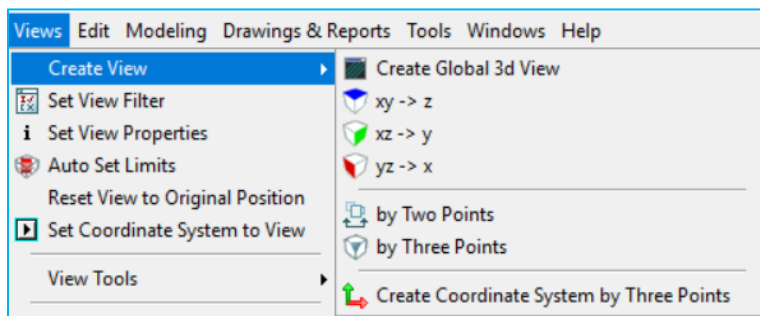 Views Edit Modeling Drawings & Reports Tools Windows Help
Create View
Set View Filter
Set View Properties
Auto Set Limits
Reset View to Original Position
Set Coordinate System to View
View Tools
Create Global 3d View
xy -> z
xz -> y
yz -> x
by Two Points
by Three Points
Create Coordinate System by Three Points